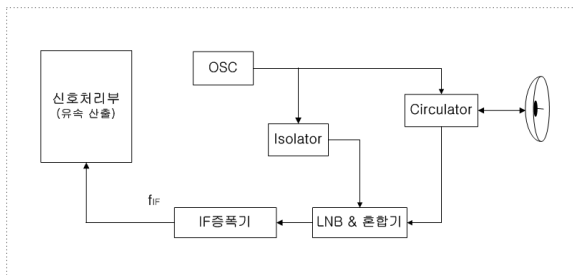 OSC
신호처리부
(유속 산출)
Circulator
Isolator
fIF
IF증폭기
LNB & 혼합기